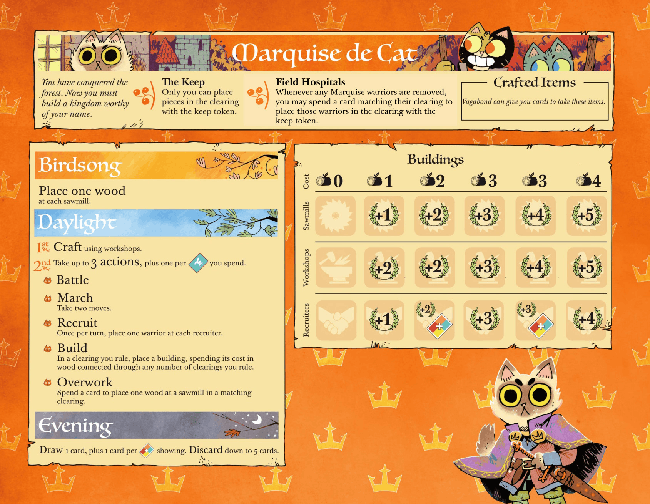 Marquise de Cat
You have conquered the
forest. Now you must
build a kingdom worthy
of your name.
The Keep
Only you can place
pieces in the clearing
with the keep token.
Field Hospitals
Whenever any Marquise warriors are removed,
you may spend a card matching their clearing to
place those warriors in the clearing with the
keep token.
Crafted Items
Vagabond can give you cards to take these items.
Birdsong
Place one wood
at each sawmill.
Daylight
1st Craft using workshops.
2nd Take up to 3 actions, plus one per you spend.
Battle
March
Take two moves.
Recruit
Once per turn, place one warrior at each recruiter.
Build
In a clearing you rule, place a building, spending its cost in
wood connected through any number of clearings you rule.
Overwork
Spend a card to place one wood at a sawmill in a matching
clearing.
Evening
Draw 1 card, plus 1 card per showing. Discard down to 5 cards.
Buildings
Cost 0 1 2 3 3 4
Sawmills +1 +2 +3 +4 +5
Workshops +2 +2 +3 +4 +5
Recruiters +1 +2 +3 +3 +4